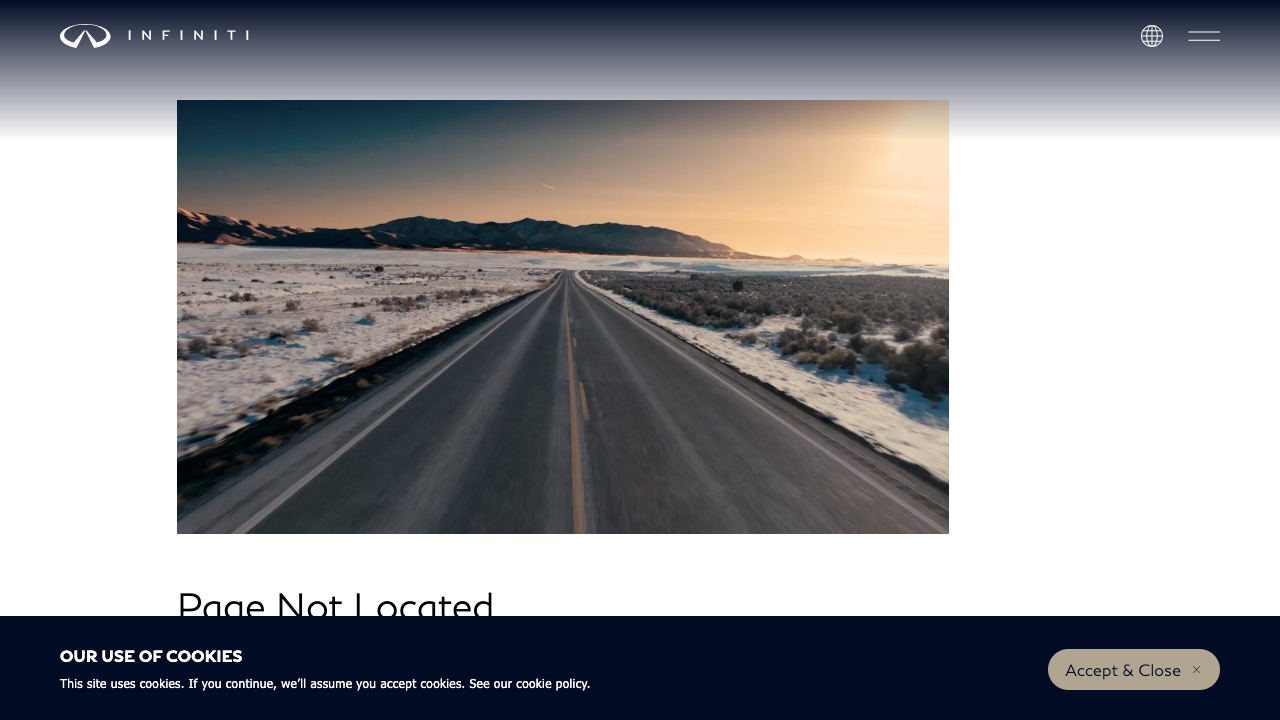 INFINITI
Page Not Located
OUR USE OF COOKIES
This site uses cookies. If you continue, we'll assume you accept cookies. See our cookie policy.
Accept & Close ×